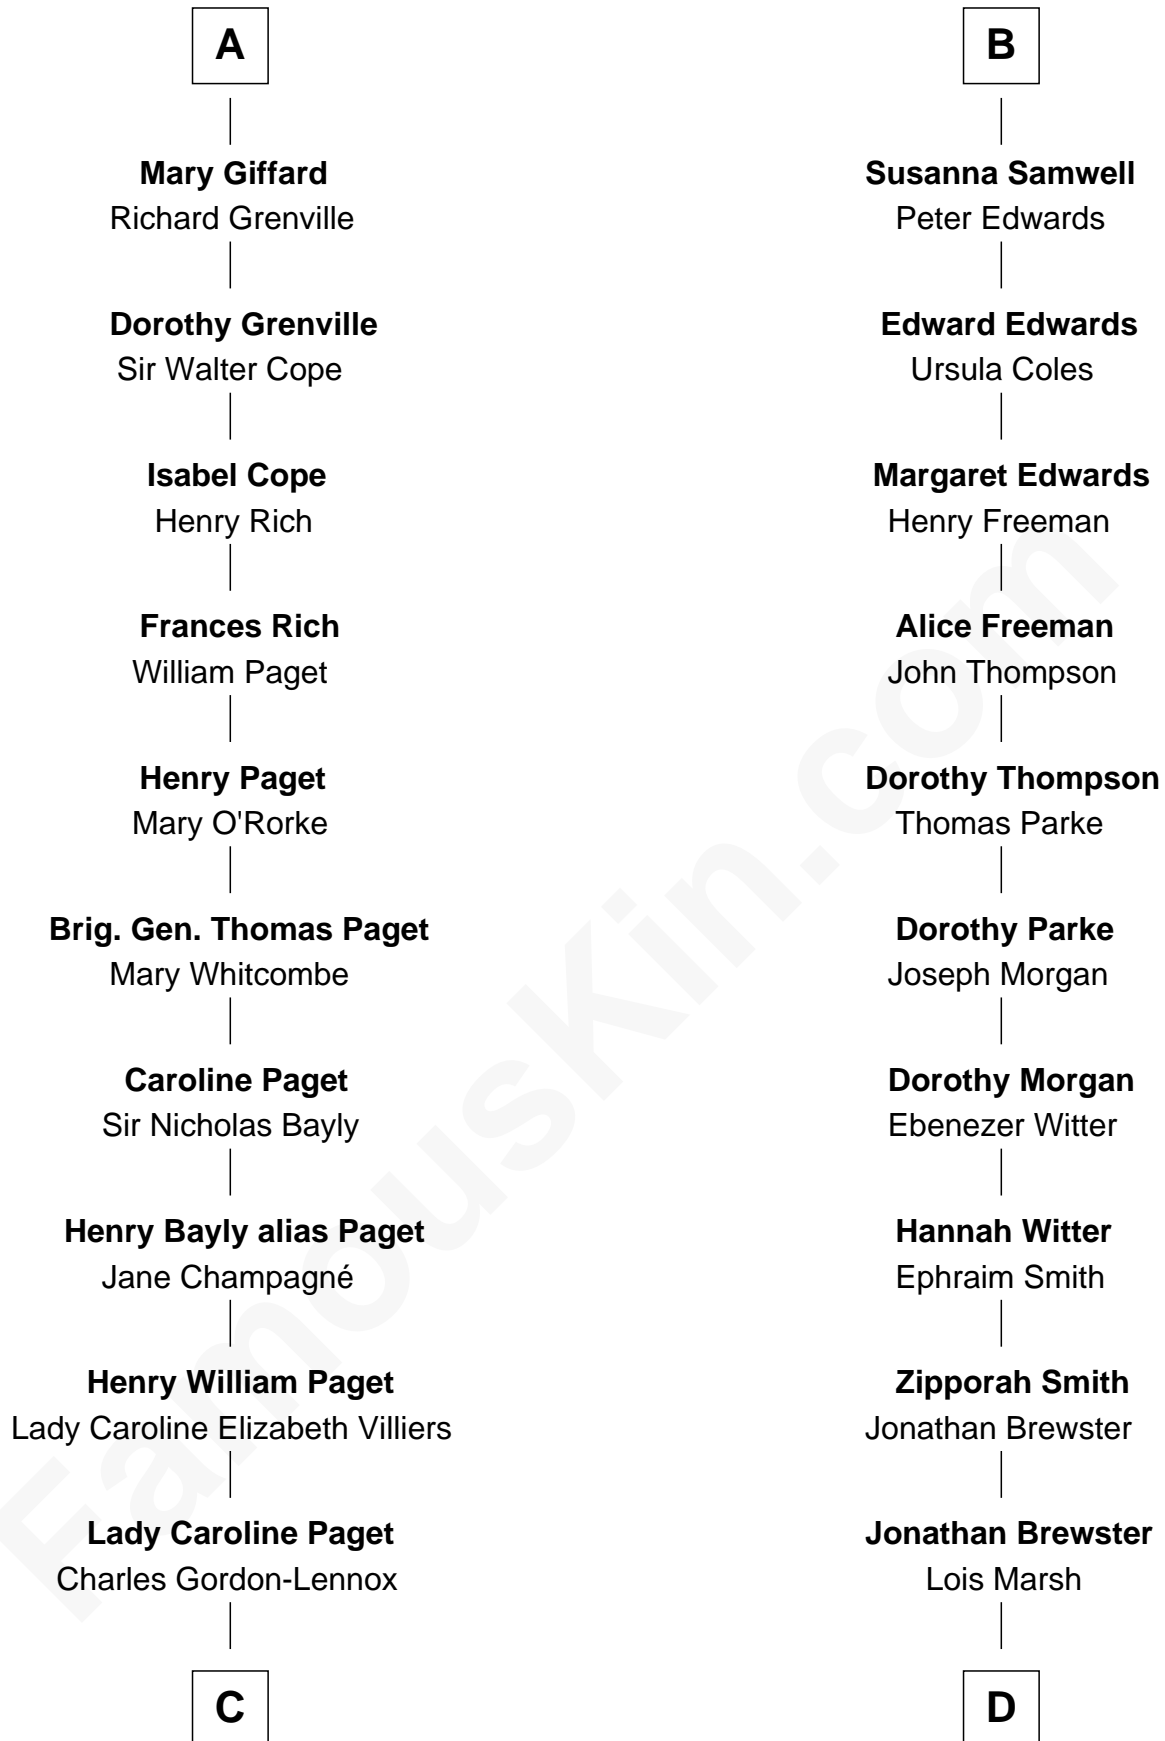 A
Mary Giffard
Richard Grenville
Dorothy Grenville
Sir Walter Cope
Isabel Cope
Henry Rich
Frances Rich
William Paget
Henry Paget
Mary O'Rorke
Brig. Gen. Thomas Paget
Mary Whitcombe
Caroline Paget
Sir Nicholas Bayly
Henry Bayly alias Paget
Jane Champagné
Henry William Paget
Lady Caroline Elizabeth Villiers
Lady Caroline Paget
Charles Gordon-Lennox
C
B
Susanna Samwell
Peter Edwards
Edward Edwards
Ursula Coles
Margaret Edwards
Henry Freeman
Alice Freeman
John Thompson
Dorothy Thompson
Thomas Parke
Dorothy Parke
Joseph Morgan
Dorothy Morgan
Ebenezer Witter
Hannah Witter
Ephraim Smith
Zipporah Smith
Jonathan Brewster
Jonathan Brewster
Lois Marsh
D
FamousKin.com